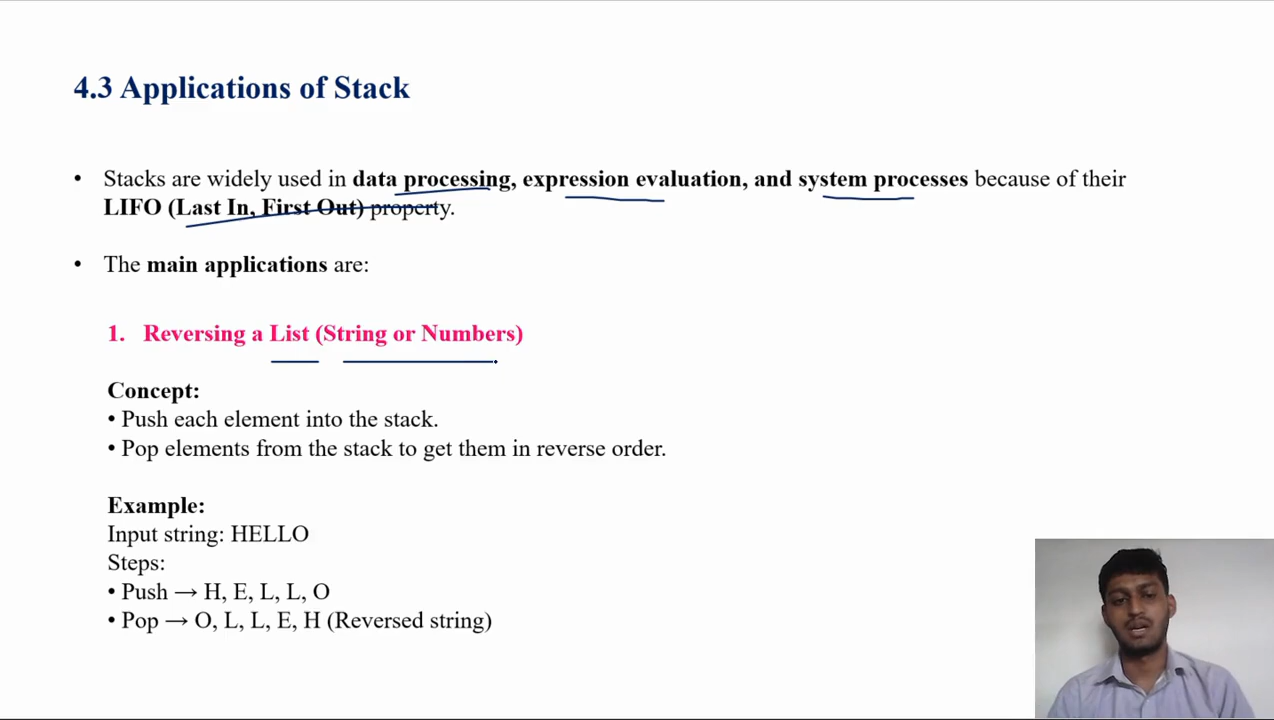 4.3 Applications of Stack
• Stacks are widely used in data processing, expression evaluation, and system processes because of their
LIFO (Last In, First Out) property.
• The main applications are:
1. Reversing a List (String or Numbers)
Concept:
• Push each element into the stack.
• Pop elements from the stack to get them in reverse order.
Example:
Input string: HELLO
Steps:
• Push → H, E, L, L, O
• Pop → O, L, L, E, H (Reversed string)